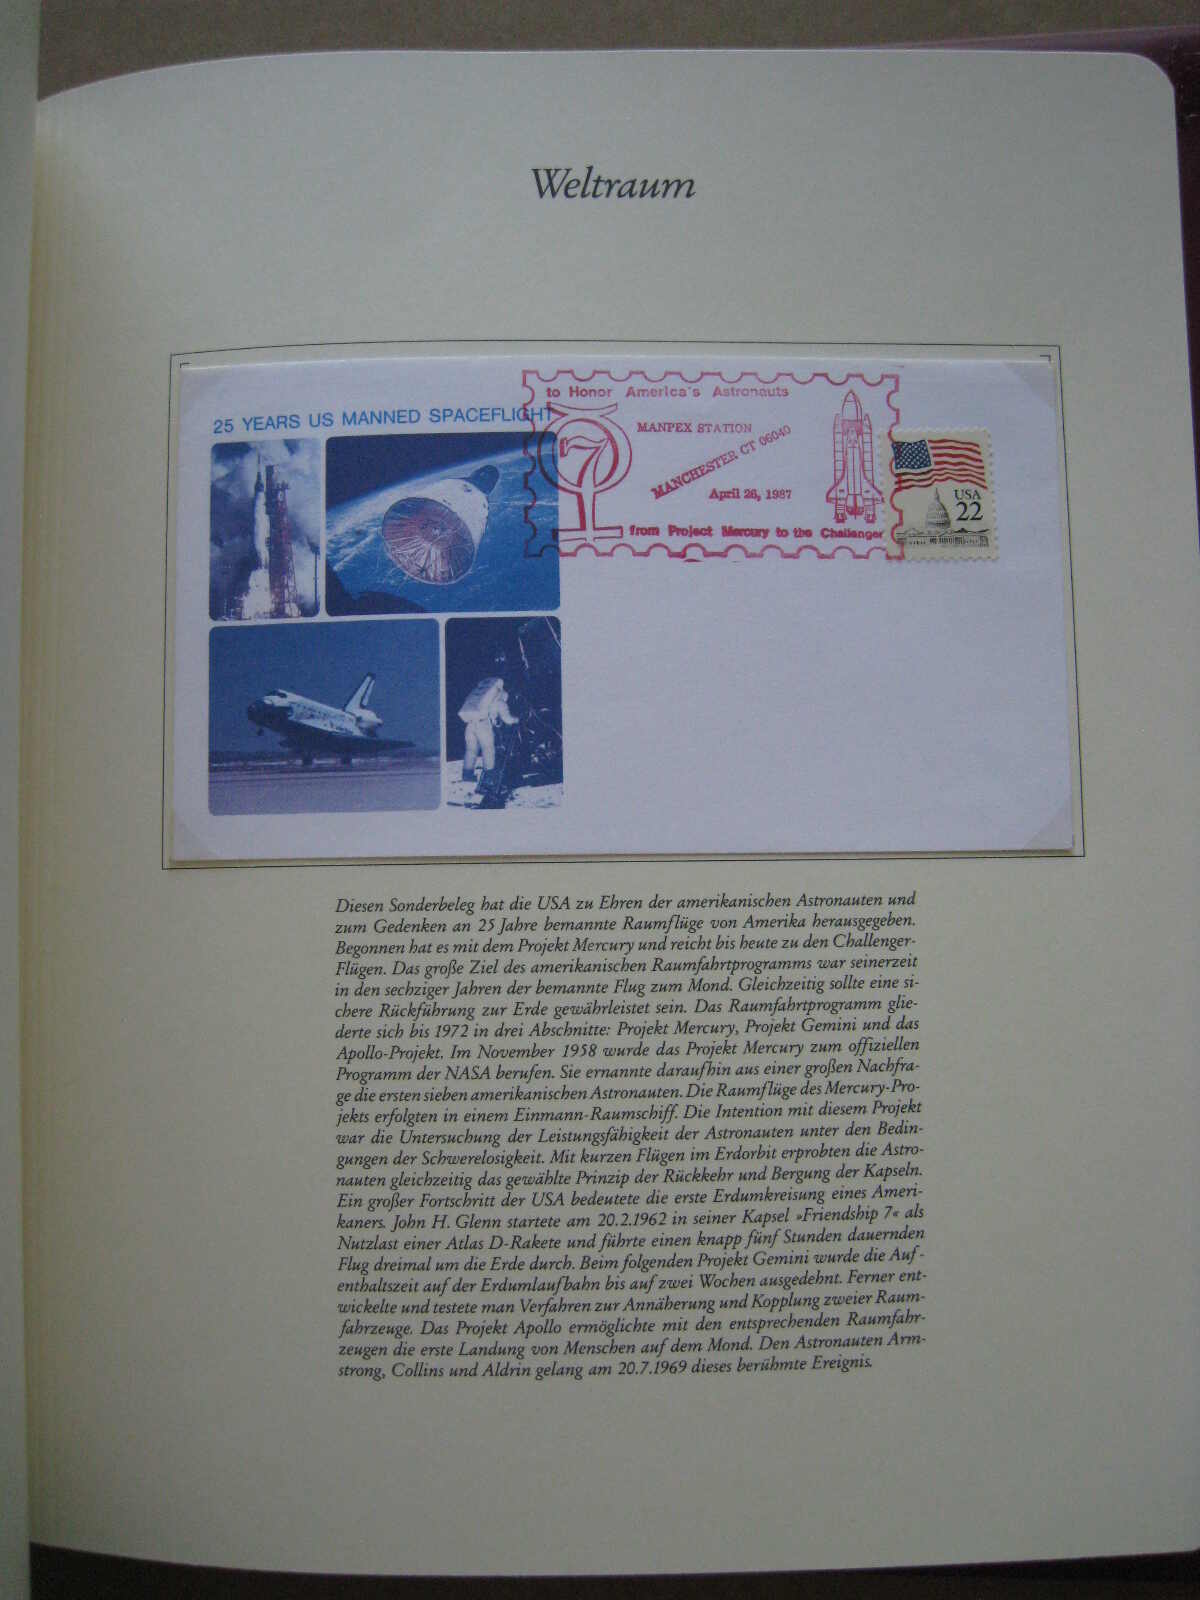 Weltraum
25 YEARS US MANNED SPACEFLIGHT
to Honor America's Astronauts
7
MANPEX STATION
MANCHESTER CT 06040
April 26, 1987
from Project Mercury to the Challenger
USA
22
Diesen Sonderbeleg hat die USA zu Ehren der amerikanischen Astronauten und
zum Gedenken an 25 Jahre bemannte Raumflüge von Amerika herausgegeben.
Begonnen hat es mit dem Projekt Mercury und reicht bis heute zu den Challenger-
Flügen. Das große Ziel des amerikanischen Raumfahrtprogramms war seinerzeit
in den sechziger Jahren der bemannte Flug zum Mond. Gleichzeitig sollte eine si-
chere Rückführung zur Erde gewährleistet sein. Das Raumfahrtprogramm glie-
derte sich bis 1972 in drei Abschnitte: Projekt Mercury, Projekt Gemini und das
Apollo-Projekt. Im November 1958 wurde das Projekt Mercury zum offiziellen
Programm der NASA berufen. Sie ernannte daraufhin aus einer großen Nachfra-
ge die ersten sieben amerikanischen Astronauten. Die Raumflüge des Mercury-Pro-
jekts erfolgten in einem Einmann-Raumschiff. Die Intention mit diesem Projekt
war die Untersuchung der Leistungsfähigkeit der Astronauten unter den Bedin-
gungen der Schwerelosigkeit. Mit kurzen Flügen im Erdorbit erprobten die Astro-
nauten gleichzeitig das gewählte Prinzip der Rückkehr und Bergung der Kapseln.
Ein großer Fortschritt der USA bedeutete die erste Erdumkreisung eines Ameri-
kaners. John H. Glenn startete am 20.2.1962 in seiner Kapsel »Friendship 7« als
Nutzlast einer Atlas D-Rakete und führte einen knapp fünf Stunden dauernden
Flug dreimal um die Erde durch. Beim folgenden Projekt Gemini wurde die Auf-
enthaltszeit auf der Erdumlaufbahn bis auf zwei Wochen ausgedehnt. Ferner ent-
wickelte und testete man Verfahren zur Annäherung und Kopplung zweier Raum-
fahrzeuge. Das Projekt Apollo ermöglichte mit den entsprechenden Raumfahr-
zeugen die erste Landung von Menschen auf dem Mond. Den Astronauten Arm-
strong, Collins und Aldrin gelang am 20.7.1969 dieses berühmte Ereignis.